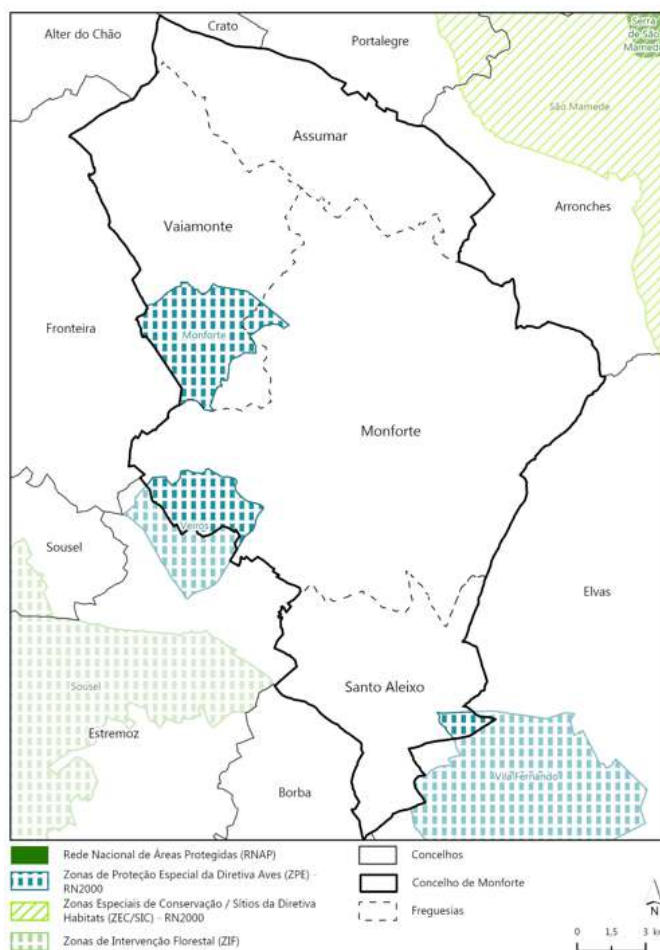 Crato
Alter do Chão
Portalegre
Serra
de São
Mamede
São Mamede
Assumar
Arronches
Vaiamonte
Fronteira
Monforte
Monforte
Veiros
Sousel
Elvas
Sousel
Santo Aleixo
Estremoz
Vila Fernando
Borba
Rede Nacional de Áreas Protegidas (RNAP)
Zonas de Proteção Especial da Diretiva Aves (ZPE) -
RN2000
Zonas Especiais de Conservação / Sítios da Diretiva
Habitats (ZEC/SIC) - RN2000
Zonas de Intervenção Florestal (ZIF)
Concelhos
Concelho de Monforte
Freguesias
N
0 1,5 3 km